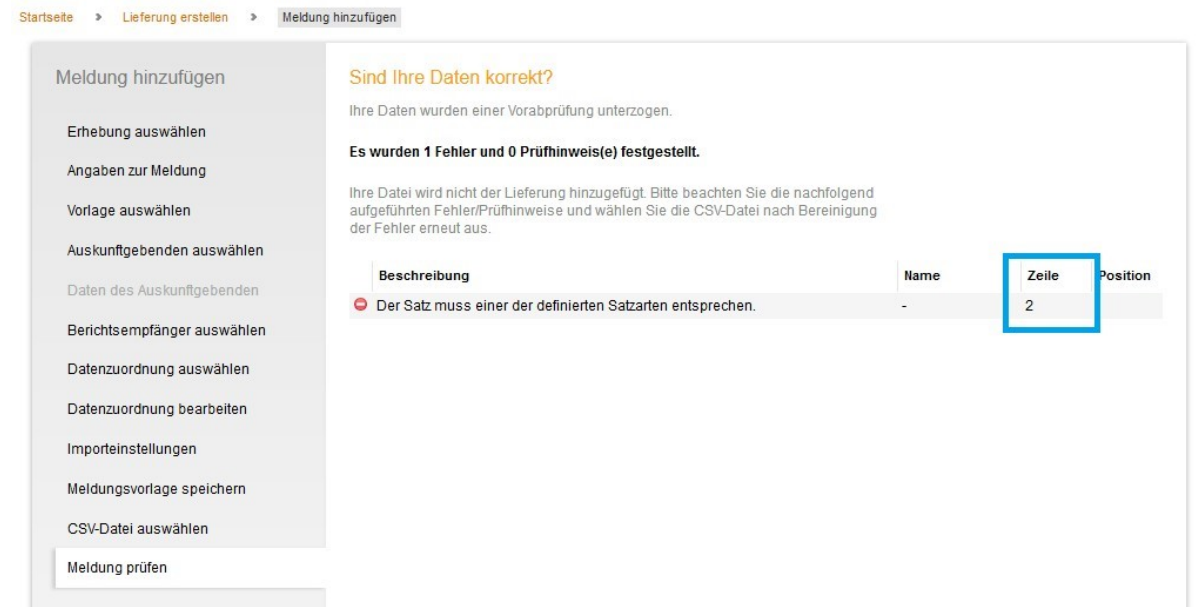 Startseite > Lieferung erstellen > Meldung hinzufügen
Meldung hinzufügen
Erhebung auswählen
Angaben zur Meldung
Vorlage auswählen
Auskunftgebenden auswählen
Daten des Auskunftgebenden
Berichtsempfänger auswählen
Datenzuordnung auswählen
Datenzuordnung bearbeiten
Importeinstellungen
Meldungsvorlage speichern
CSV-Datei auswählen
Meldung prüfen
Sind Ihre Daten korrekt?
Ihre Daten wurden einer Vorabprüfung unterzogen.
Es wurden 1 Fehler und 0 Prüfhinweis(e) festgestellt.
Ihre Datei wird nicht der Lieferung hinzugefügt. Bitte beachten Sie die nachfolgend
aufgeführten Fehler/Prüfhinweise und wählen Sie die CSV-Datei nach Bereinigung
der Fehler erneut aus.
Beschreibung Name Zeile Position
Der Satz muss einer der definierten Satzarten entsprechen. - 2